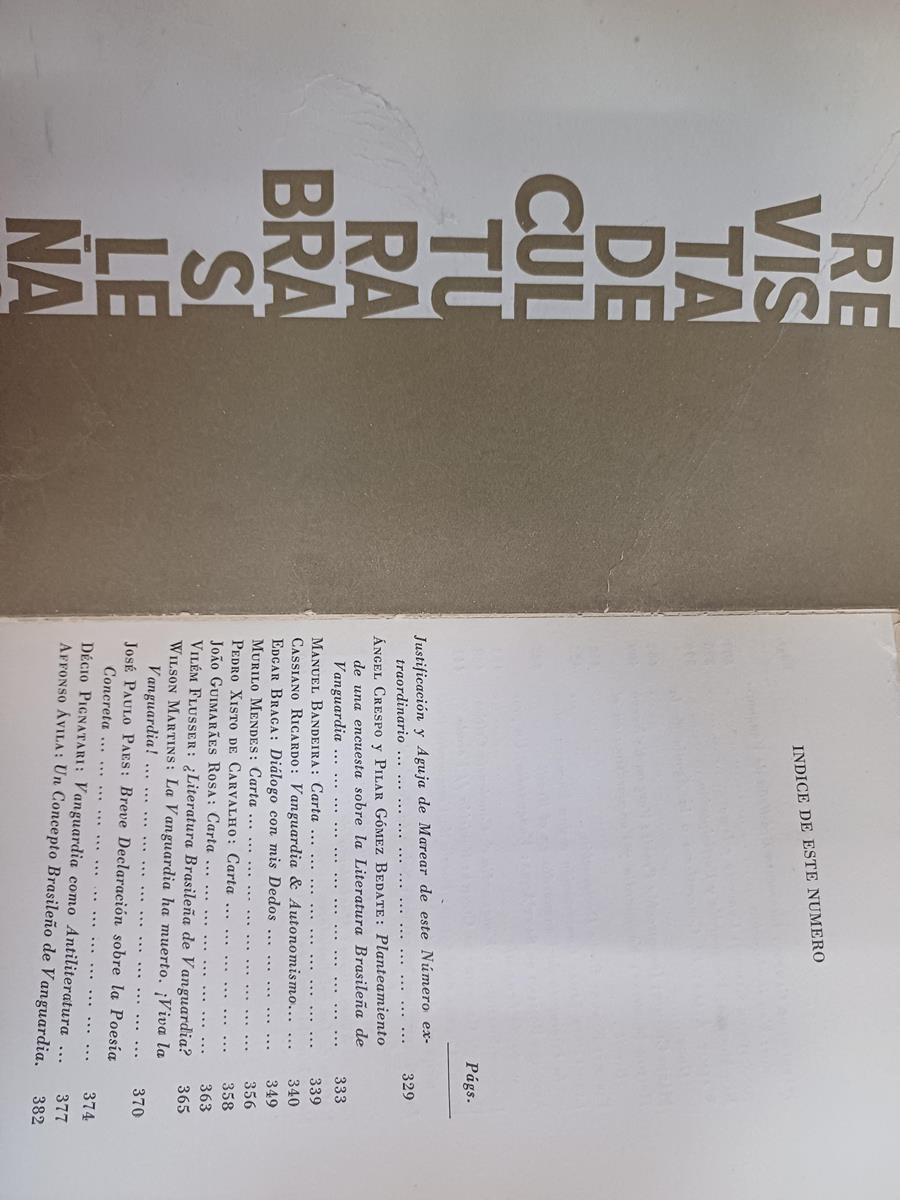 RE
VIS
TA
DE
CUL
TU
RA
BRA
SI
LE
ÑA
INDICE DE ESTE NUMERO
Págs.
Justificación y Aguja de Marear de este Número ex-
traordinario ... ... ... ... ... ... ... ... ... ... ... 329
ÁNGEL CRESPO y PILAR GÓMEZ BEDATE: Planteamiento
de una encuesta sobre la Literatura Brasileña de
Vanguardia ... ... ... ... ... ... ... ... ... ... ... 333
MANUEL BANDEIRA: Carta ... ... ... ... ... ... ... ... 339
CASSIANO RICARDO: Vanguardia & Autonomismo... ... ... 340
EDGAR BRAGA: Diálogo con mis Dedos ... ... ... ... ... 349
MURILO MENDES: Carta ... ... ... ... ... ... ... ... ... 356
PEDRO XISTO DE CARVALHO: Carta ... ... ... ... ... ... 358
JOÃO GUIMARÃES ROSA: Carta ... ... ... ... ... ... ... 363
VILÉM FLUSSER: ¿Literatura Brasileña de Vanguardia? 365
WILSON MARTINS: La Vanguardia ha muerto. ¡Viva la
Vanguardia! ... ... ... ... ... ... ... ... ... ... ... 370
JOSÉ PAULO PAES: Breve Declaración sobre la Poesía
Concreta ... ... ... ... ... ... ... ... ... ... ... ... 374
DÉCIO PIGNATARI: Vanguardia como Antiliteratura ... 377
AFFONSO ÁVILA: Un Concepto Brasileño de Vanguardia. 382